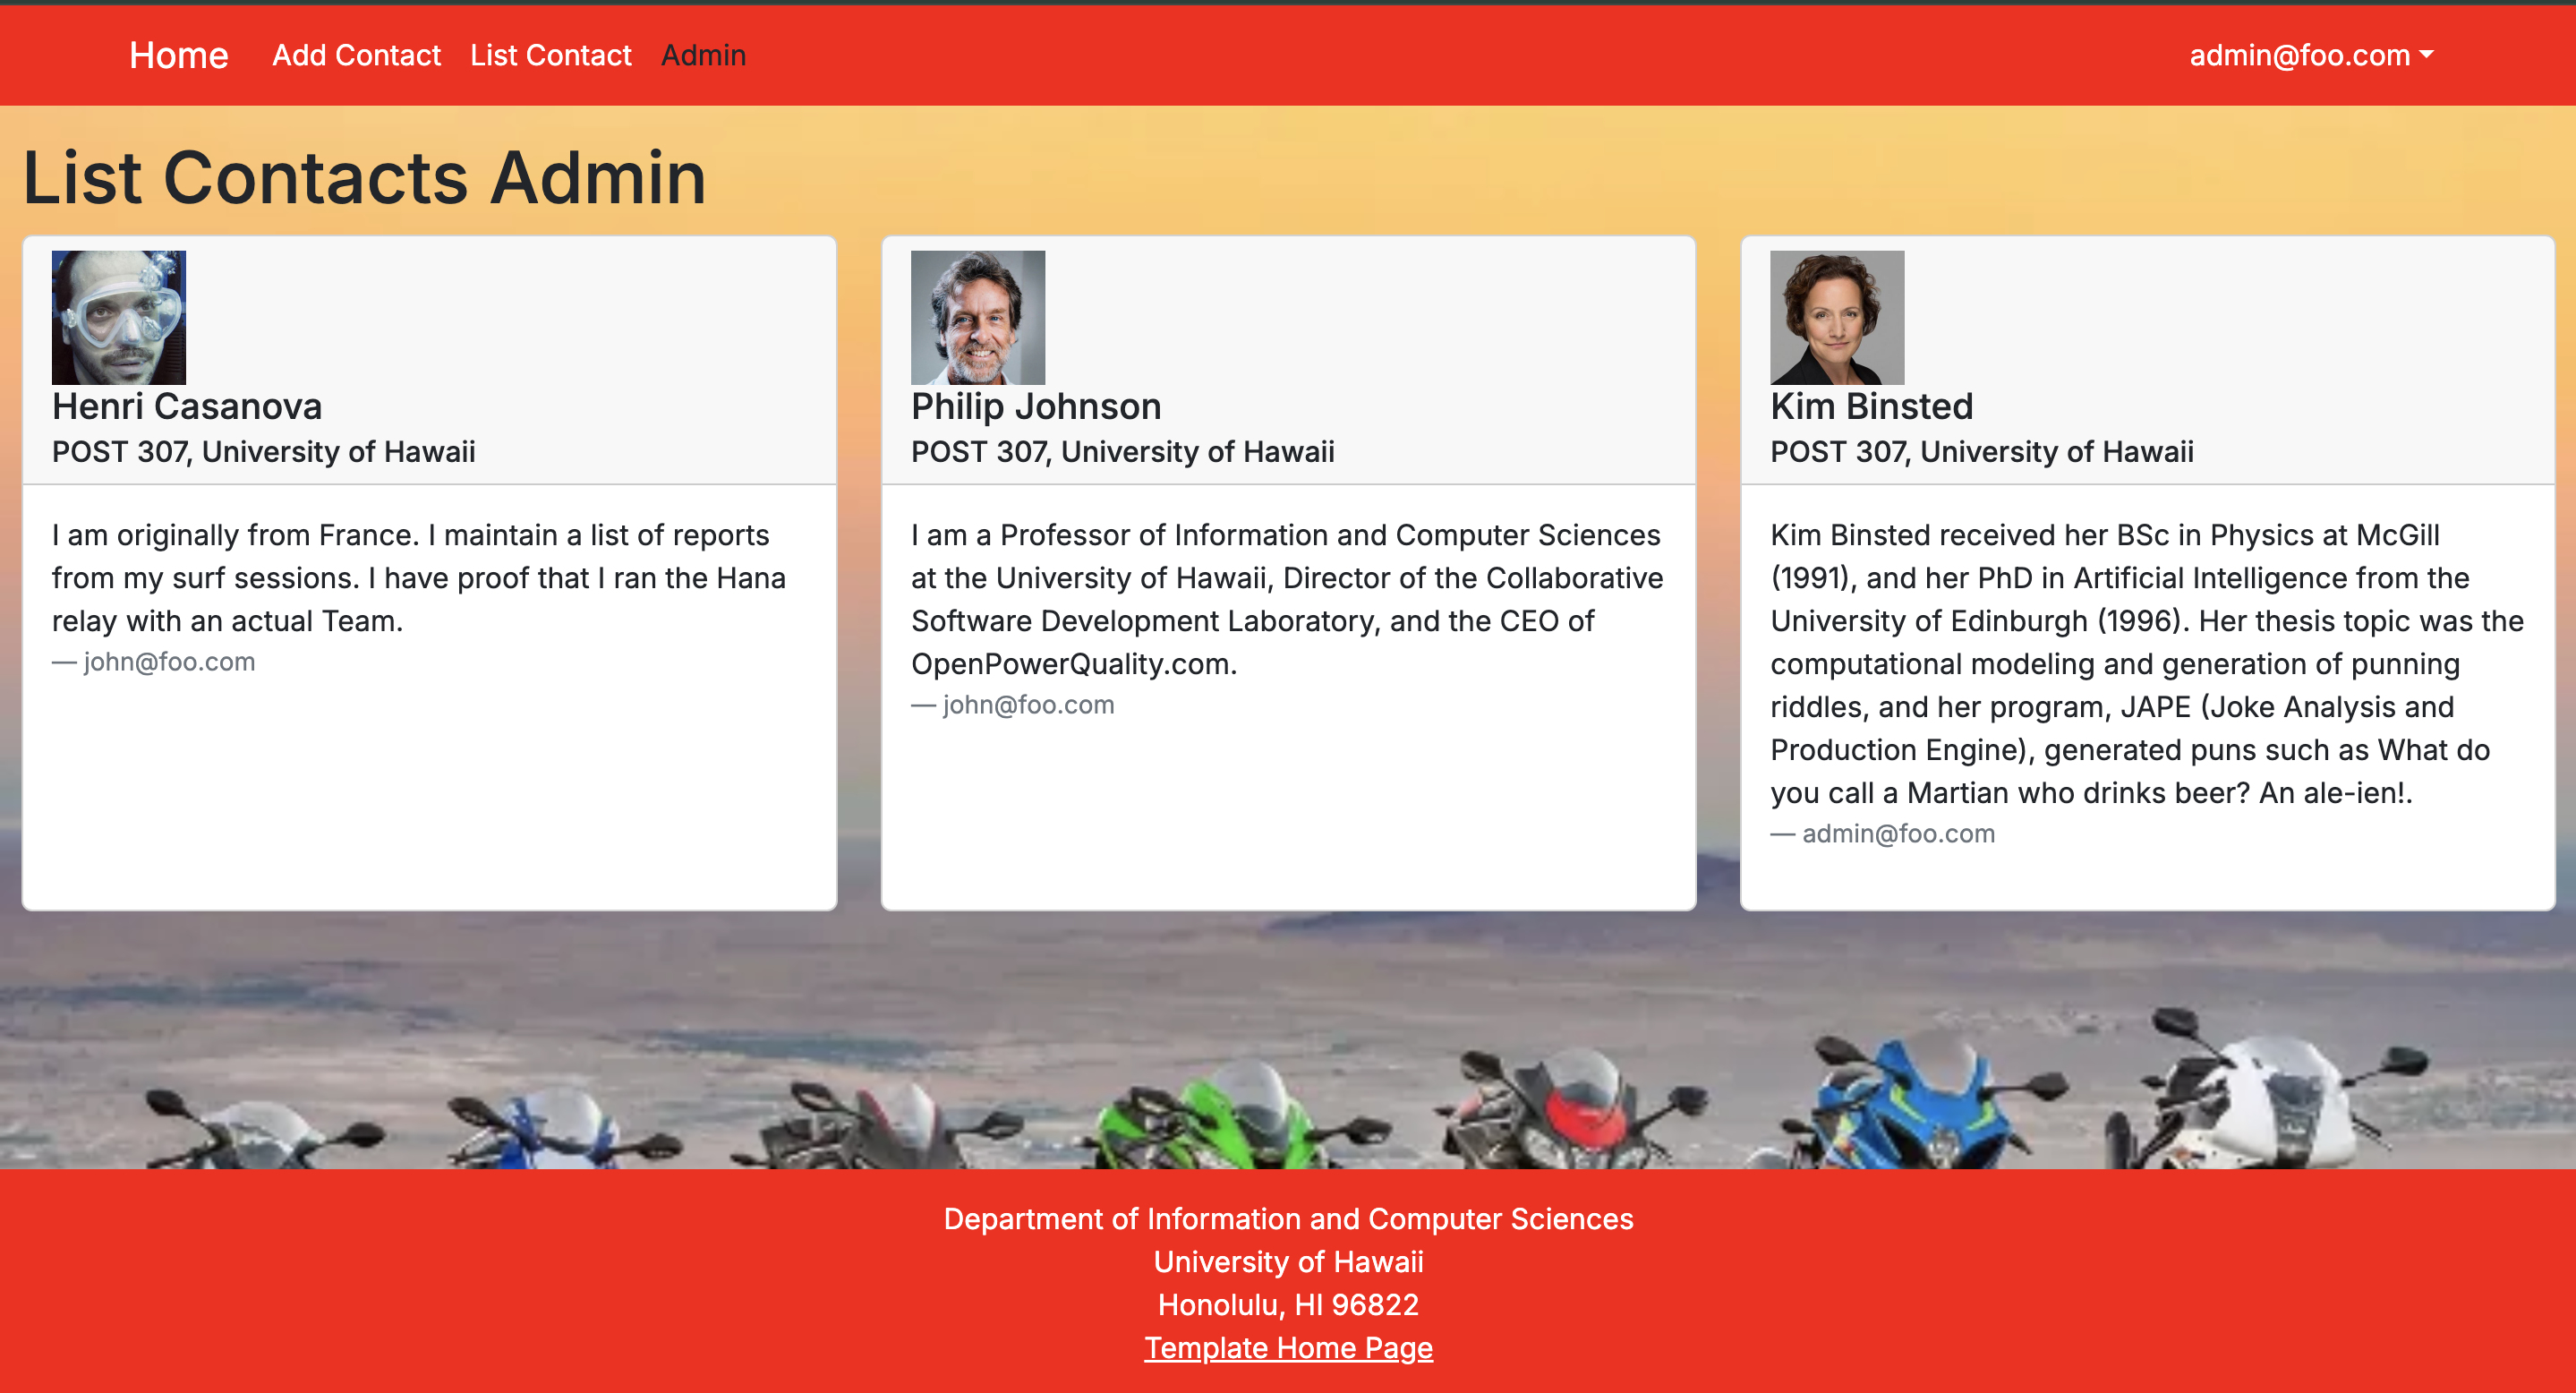 Home Add Contact List Contact Admin admin@foo.com
List Contacts Admin
Henri Casanova
POST 307, University of Hawaii
I am originally from France. I maintain a list of reports
from my surf sessions. I have proof that I ran the Hana
relay with an actual Team.
— john@foo.com
Philip Johnson
POST 307, University of Hawaii
I am a Professor of Information and Computer Sciences
at the University of Hawaii, Director of the Collaborative
Software Development Laboratory, and the CEO of
OpenPowerQuality.com.
— john@foo.com
Kim Binsted
POST 307, University of Hawaii
Kim Binsted received her BSc in Physics at McGill
(1991), and her PhD in Artificial Intelligence from the
University of Edinburgh (1996). Her thesis topic was the
computational modeling and generation of punning
riddles, and her program, JAPE (Joke Analysis and
Production Engine), generated puns such as What do
you call a Martian who drinks beer? An ale-ien!.
— admin@foo.com
Department of Information and Computer Sciences
University of Hawaii
Honolulu, HI 96822
Template Home Page